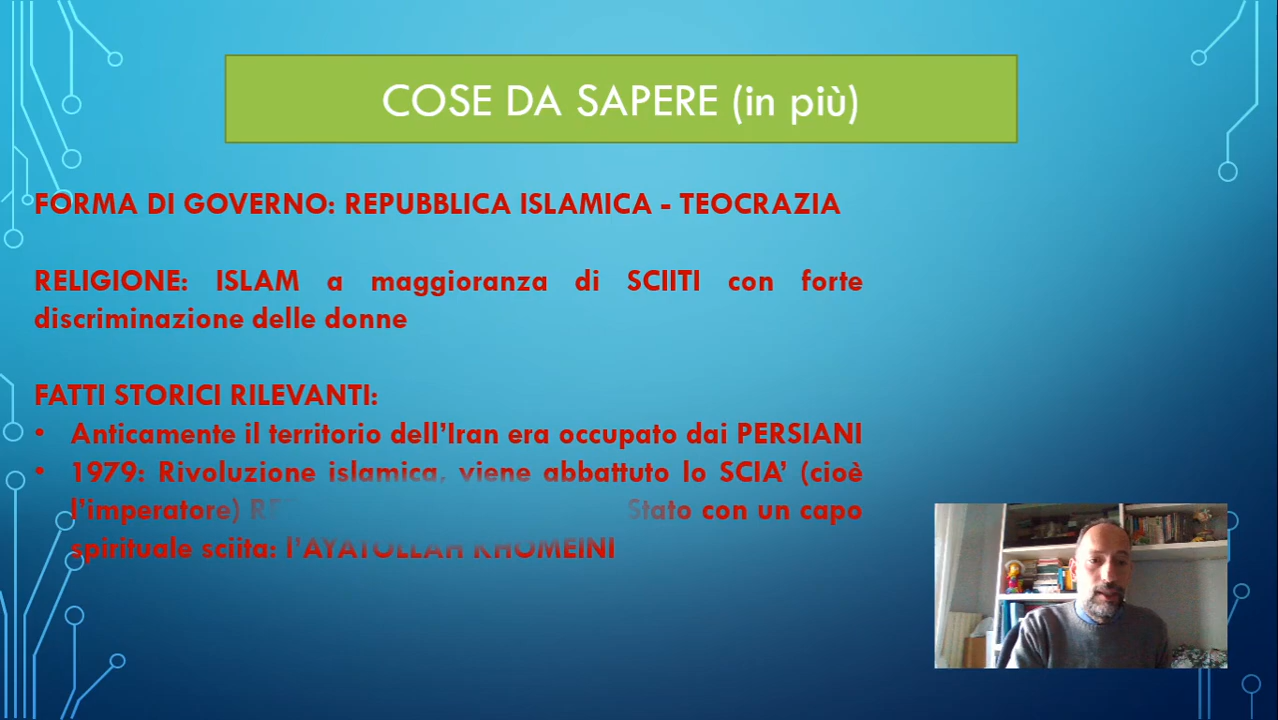 COSE DA SAPERE (in più)
FORMA DI GOVERNO: REPUBBLICA ISLAMICA - TEOCRAZIA
RELIGIONE: ISLAM a maggioranza di SCIITI con forte
discriminazione delle donne
FATTI STORICI RILEVANTI:
• Anticamente il territorio dell'Iran era occupato dai PERSIANI
• 1979: Rivoluzione islamica, viene abbattuto lo SCIA' (cioè
l'imperatore) Stato con un capo
spirituale sciita: l'AYATOLLAH KHOMEINI